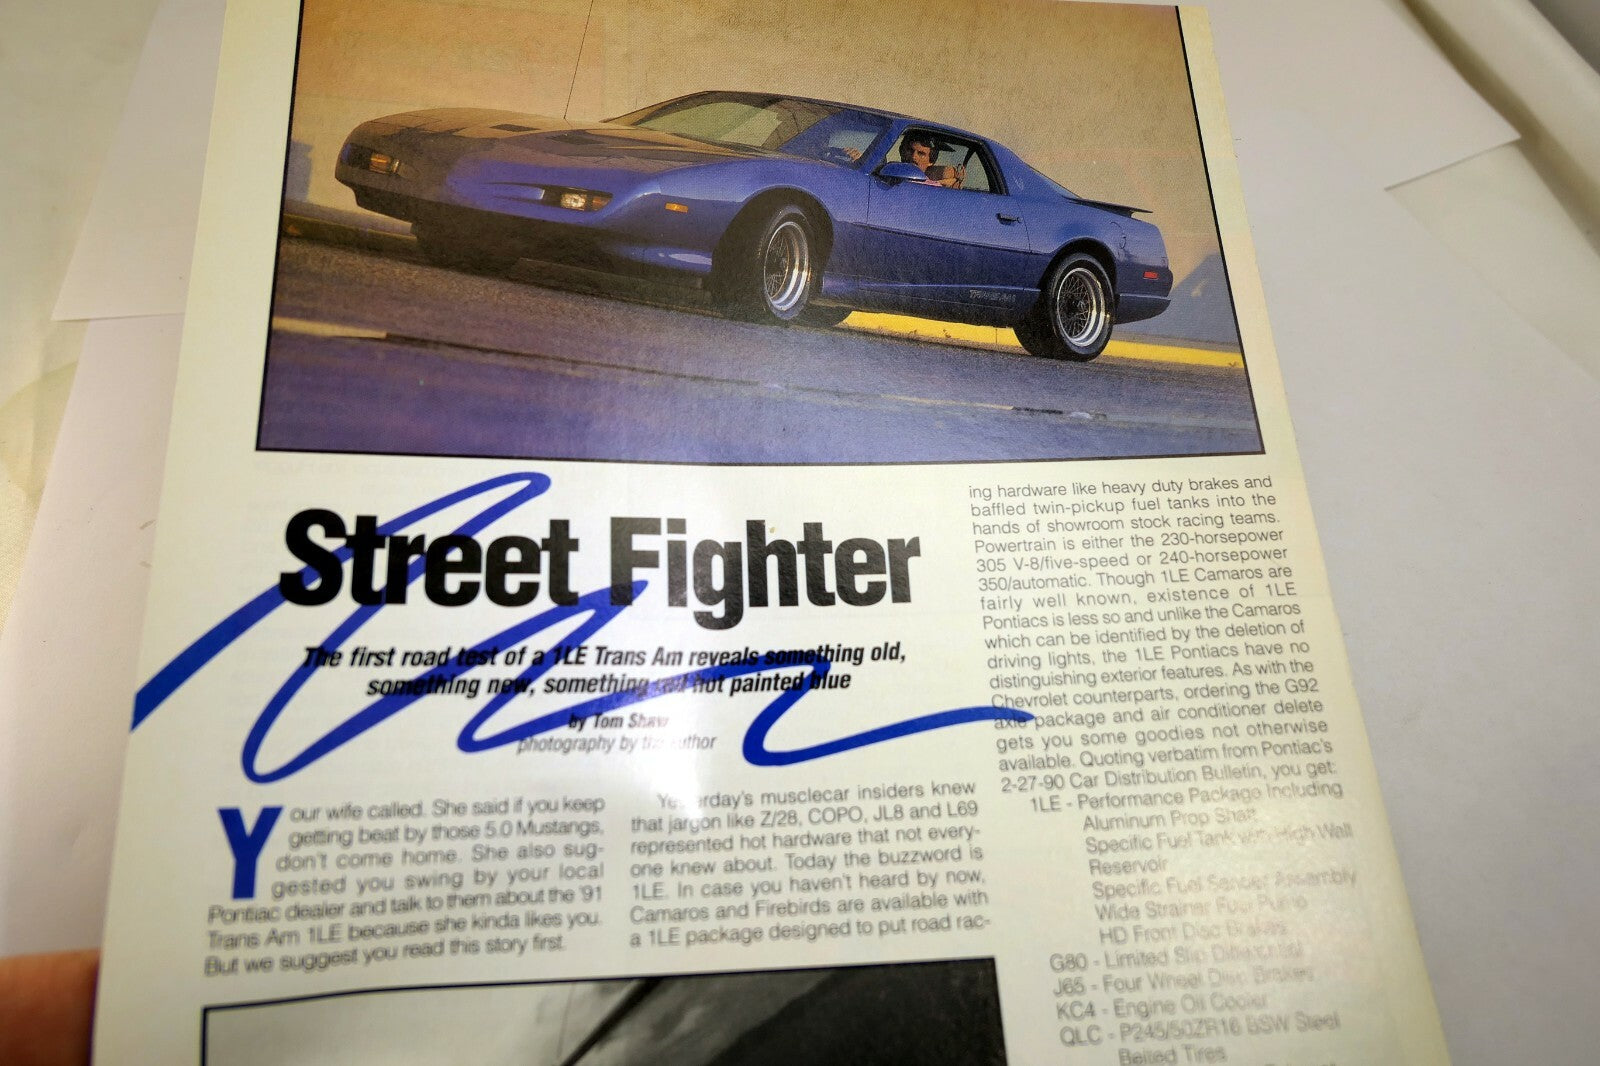 TRANS AM
Street Fighter
The first road test of a 1LE Trans Am reveals something old,
something new, something and hot painted blue
by Tom Shaw
photography by the author
Your wife called. She said if you keep
getting beat by those 5.0 Mustangs,
don't come home. She also sug-
gested you swing by your local
Pontiac dealer and talk to them about the '91
Trans Am 1LE because she kinda likes you.
But we suggest you read this story first.
Yesterday's musclecar insiders knew
that jargon like Z/28, COPO, JL8 and L69
represented hot hardware that not every-
one knew about. Today the buzzword is
1LE. In case you haven't heard by now,
Camaros and Firebirds are available with
a 1LE package designed to put road rac-
ing hardware like heavy duty brakes and
baffled twin-pickup fuel tanks into the
hands of showroom stock racing teams.
Powertrain is either the 230-horsepower
305 V-8/five-speed or 240-horsepower
350/automatic. Though 1LE Camaros are
fairly well known, existence of 1LE
Pontiacs is less so and unlike the Camaros
which can be identified by the deletion of
driving lights, the 1LE Pontiacs have no
distinguishing exterior features. As with the
Chevrolet counterparts, ordering the G92
axle package and air conditioner delete
gets you some goodies not otherwise
available. Quoting verbatim from Pontiac's
2-27-90 Car Distribution Bulletin, you get:
1LE - Performance Package Including
Aluminum Prop Shaft
Specific Fuel Tank with High Wall
Reservoir
Specific Fuel Sender Assembly
Wide Strainer Fuel Pump
HD Front Disc Brakes
G80 - Limited Slip Differential
J65 - Four Wheel Disc Brakes
KC4 - Engine Oil Cooler
QLC - P245/50ZR16 BSW Steel
Belted Tires